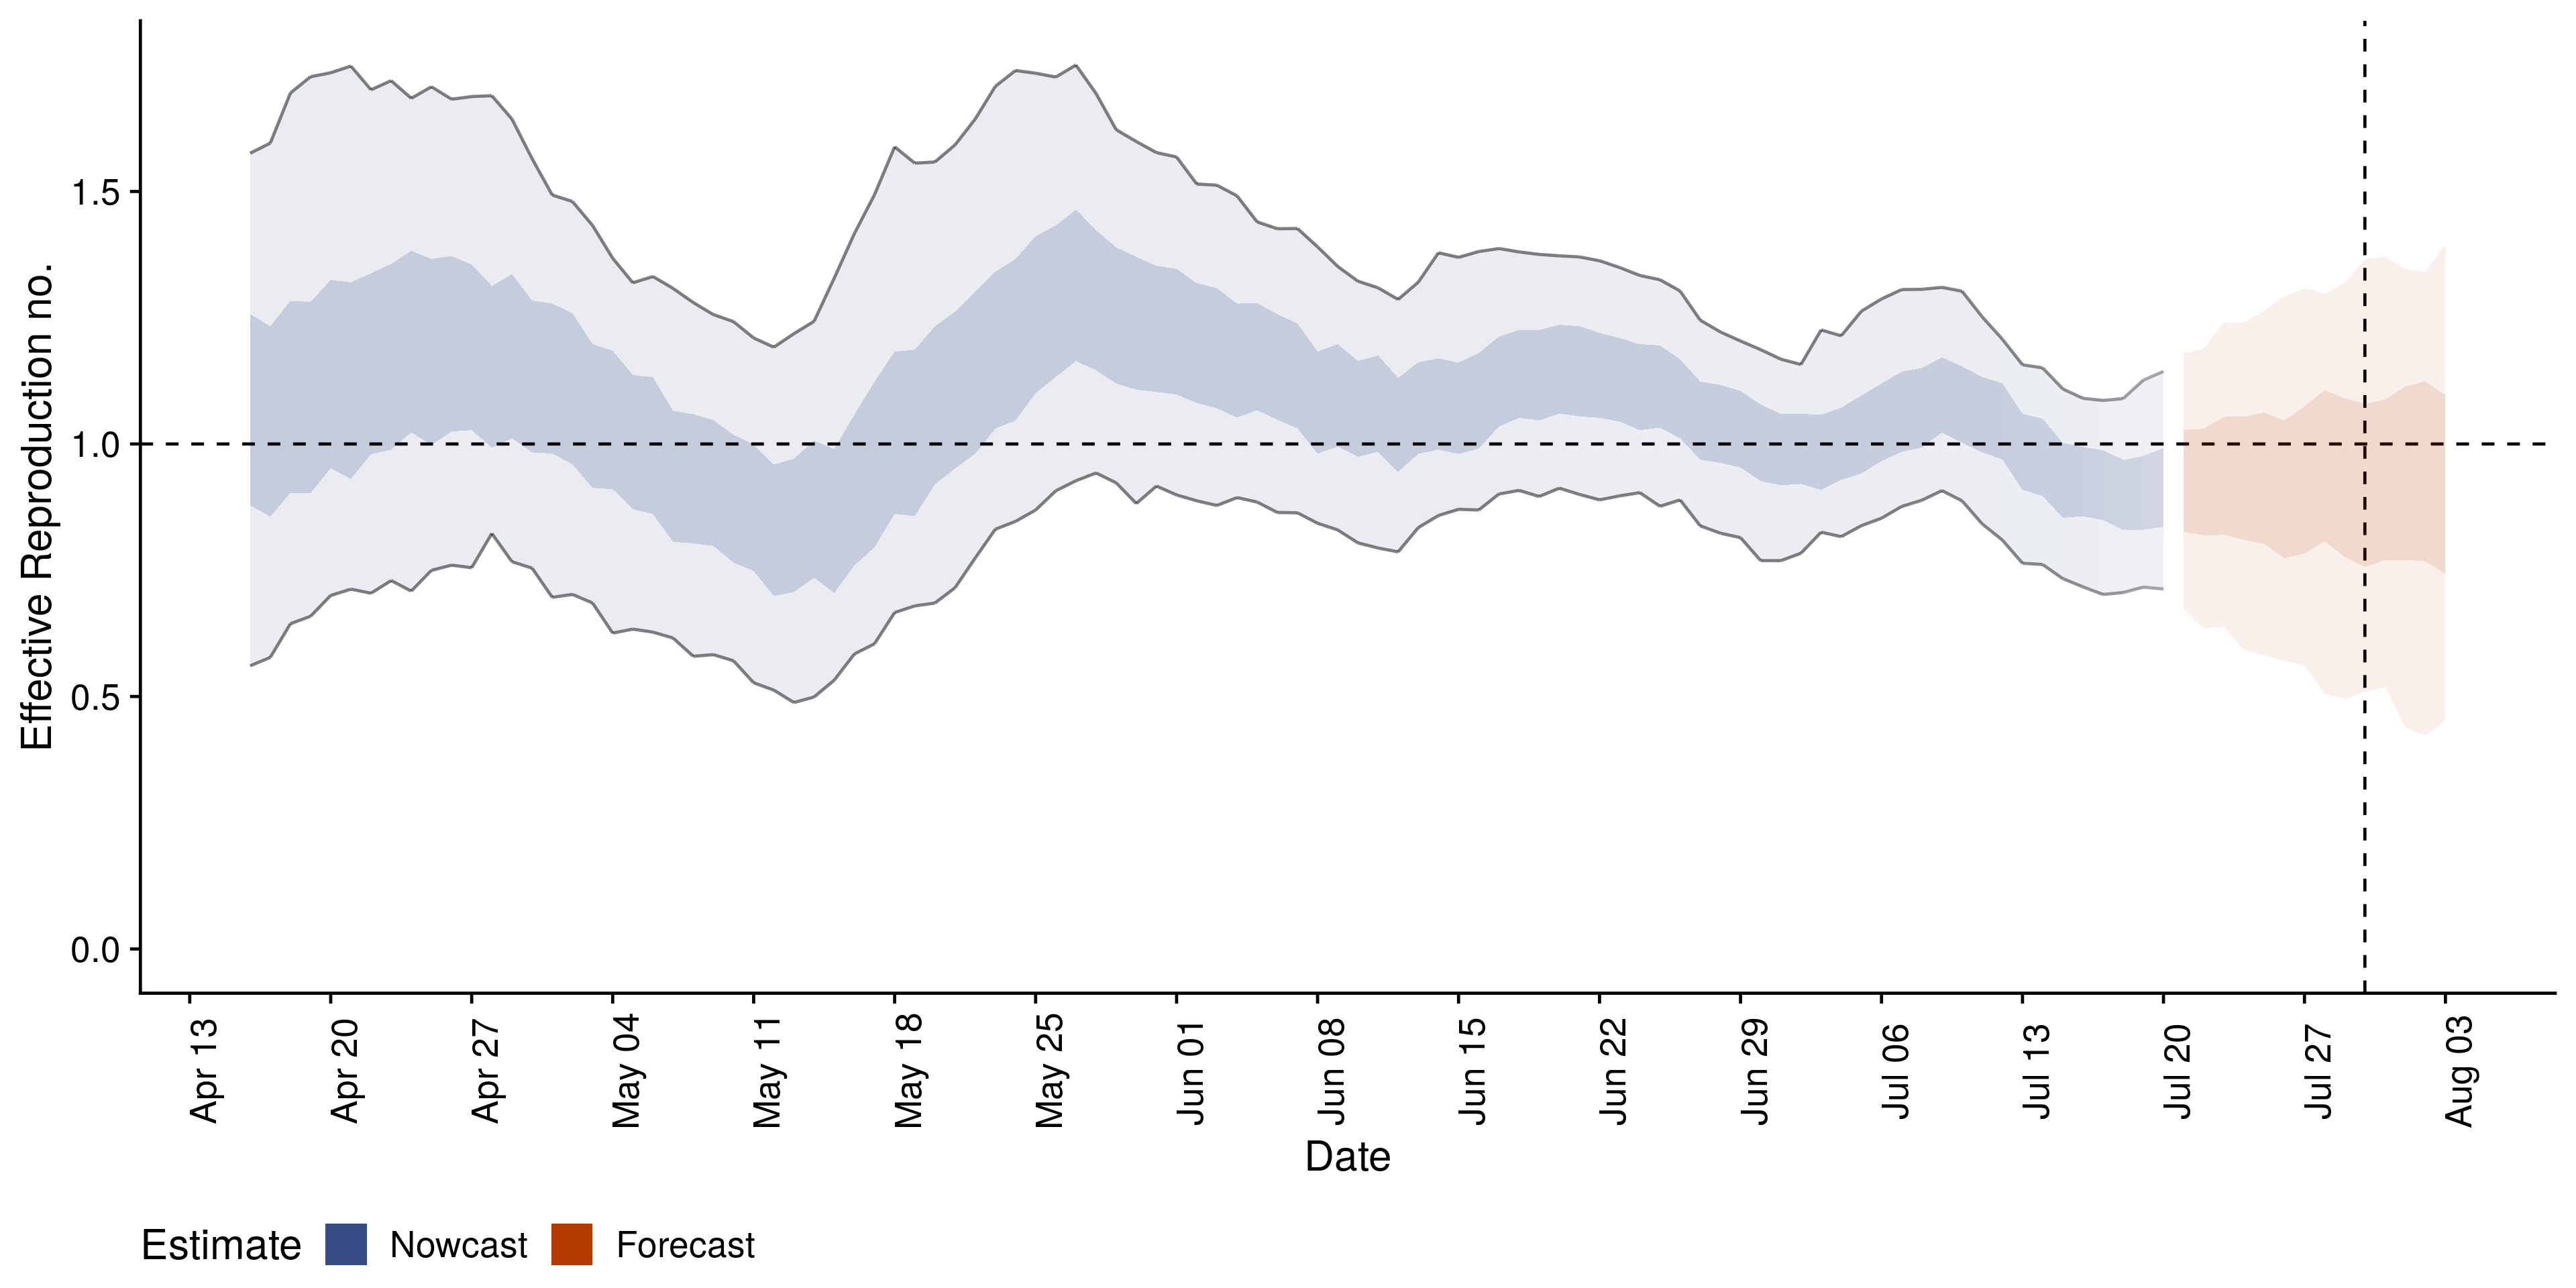 Effective Reproduction no.
1.5
1.0
0.5
0.0
Apr 13
Apr 20
Apr 27
May 04
May 11
May 18
May 25
Jun 01
Jun 08
Jun 15
Jun 22
Jun 29
Jul 06
Jul 13
Jul 20
Jul 27
Aug 03
Date
Estimate Nowcast Forecast